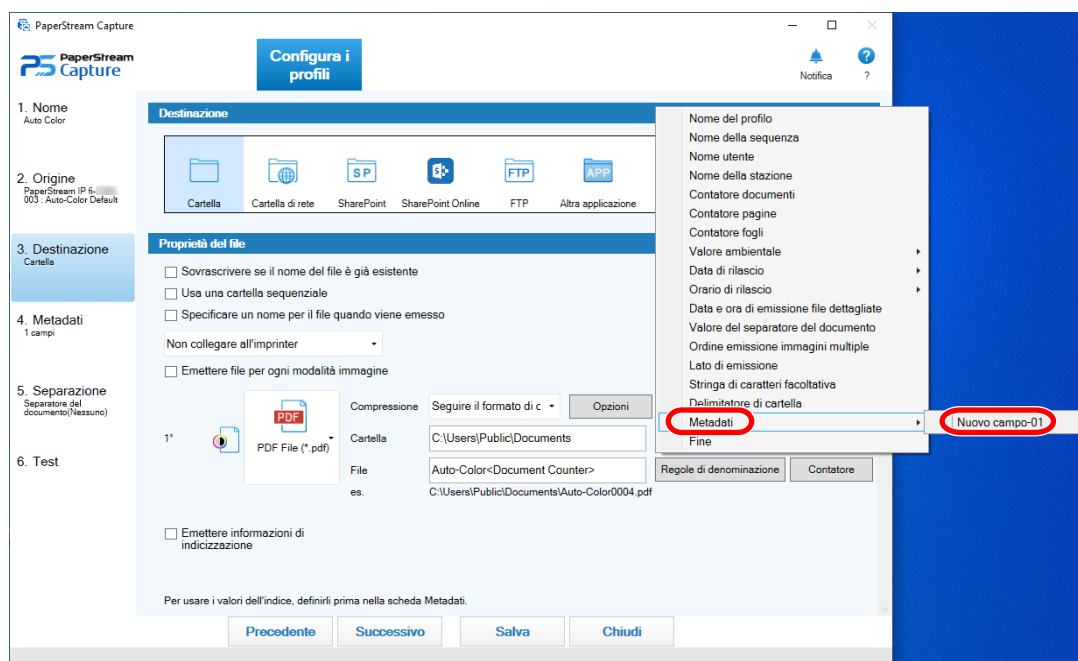 PaperStream Capture
PaperStream
Capture
Configura i
profili
Notifica
?
?
1. Nome
Auto Color
2. Origine
PaperStream IP fi-
003 : Auto-Color Default
3. Destinazione
Cartella
4. Metadati
1 campi
5. Separazione
Separatore del
documento(Nessuno)
6. Test
Destinazione
Cartella
Cartella di rete
SP
SharePoint
SharePoint Online
FTP
FTP
APP
Altra applicazione
Proprietà del file
Sovrascrivere se il nome del file è già esistente
Usa una cartella sequenziale
Specificare un nome per il file quando viene emesso
Non collegare all'imprinter
Emettere file per ogni modalità immagine
1°
PDF
PDF File (*.pdf)
Compressione
Seguire il formato di c
Opzioni
Cartella
C:\Users\Public\Documents
File
Auto-Color<Document Counter>
Regole di denominazione
Contatore
es.
C:\Users\Public\Documents\Auto-Color0004.pdf
Emettere informazioni di
indicizzazione
Per usare i valori dell'indice, definirli prima nella scheda Metadati.
Precedente
Successivo
Salva
Chiudi
Nome del profilo
Nome della sequenza
Nome utente
Nome della stazione
Contatore documenti
Contatore pagine
Contatore fogli
Valore ambientale
Data di rilascio
Orario di rilascio
Data e ora di emissione file dettagliate
Valore del separatore del documento
Ordine emissione immagini multiple
Lato di emissione
Stringa di caratteri facoltativa
Delimitatore di cartella
Metadati
Nuovo campo-01
Fine